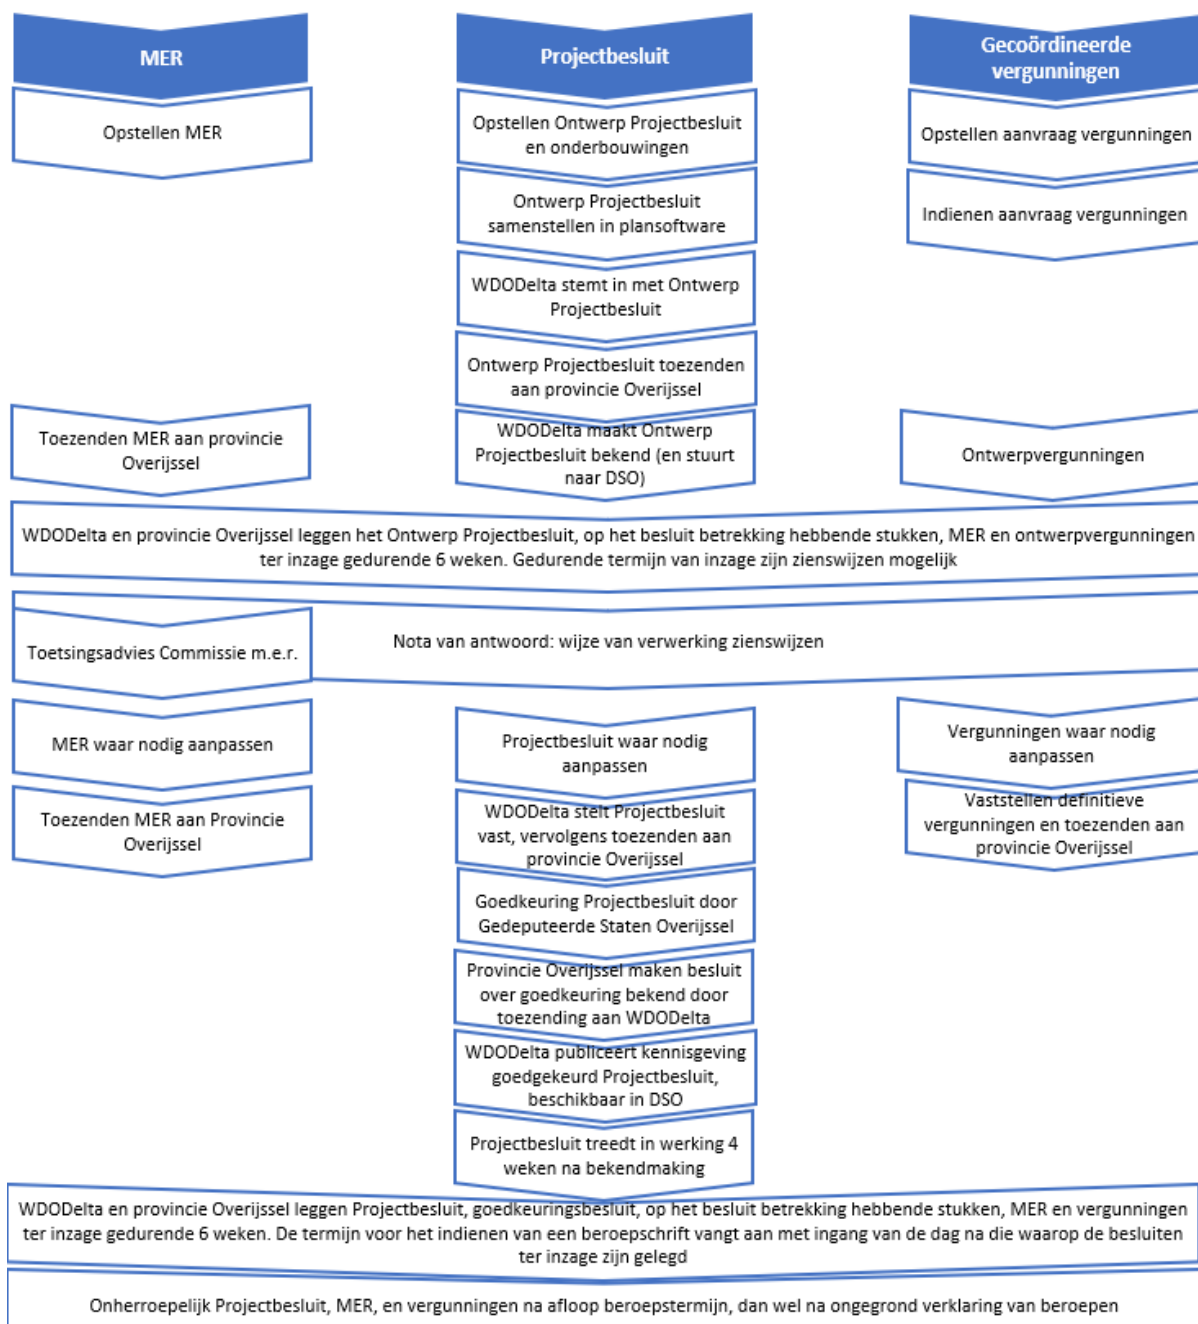 MER
Projectbesluit
Gecoördineerde
vergunningen
Opstellen MER
Opstellen Ontwerp Projectbesluit
en onderbouwingen
Opstellen aanvraag vergunningen
Ontwerp Projectbesluit
samenstellen in plansoftware
Indienen aanvraag vergunningen
WDODelta stemt in met Ontwerp
Projectbesluit
Ontwerp Projectbesluit toezenden
aan provincie Overijssel
Toezenden MER aan provincie
Overijssel
WDODelta maakt Ontwerp
Projectbesluit bekend (en stuurt
naar DSO)
Ontwerpvergunningen
WDODelta en provincie Overijssel leggen het Ontwerp Projectbesluit, op het besluit betrekking hebbende stukken, MER en ontwerpvergunningen
ter inzage gedurende 6 weken. Gedurende termijn van inzage zijn zienswijzen mogelijk
Toetsingsadvies Commissie m.e.r.
Nota van antwoord: wijze van verwerking zienswijzen
MER waar nodig aanpassen
Projectbesluit waar nodig
aanpassen
Vergunningen waar nodig
aanpassen
Toezenden MER aan Provincie
Overijssel
WDODelta stelt Projectbesluit
vast, vervolgens toezenden aan
provincie Overijssel
Vaststellen definitieve
vergunningen en toezenden aan
provincie Overijssel
Goedkeuring Projectbesluit door
Gedeputeerde Staten Overijssel
Provincie Overijssel maken besluit
over goedkeuring bekend door
toezending aan WDODelta
WDODelta publiceert kennisgeving
goedgekeurd Projectbesluit,
beschikbaar in DSO
Projectbesluit treedt in werking 4
weken na bekendmaking
WDODelta en provincie Overijssel leggen Projectbesluit, goedkeuringsbesluit, op het besluit betrekking hebbende stukken, MER en vergunningen
ter inzage gedurende 6 weken. De termijn voor het indienen van een beroepschrift vangt aan met ingang van de dag na die waarop de besluiten
ter inzage zijn gelegd
Onherroepelijk Projectbesluit, MER, en vergunningen na afloop beroepstermijn, dan wel na ongegrond verklaring van beroepen